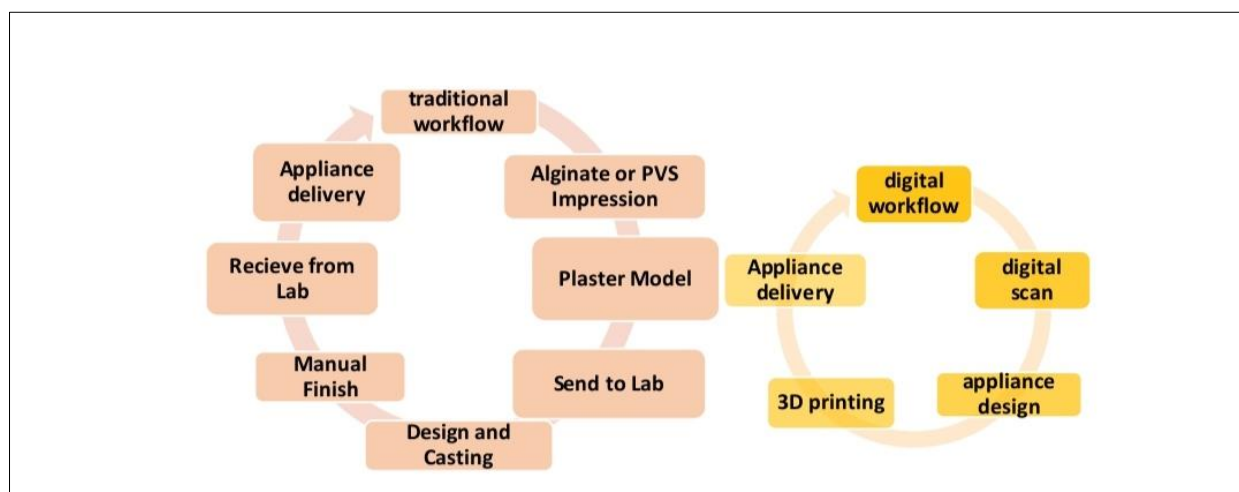 traditional
workflow
Alginate or PVS
Impression
Plaster Model
Send to Lab
Design and
Casting
Manual
Finish
Recieve from
Lab
Appliance
delivery
digital
workflow
digital
scan
appliance
design
3D printing
Appliance
delivery